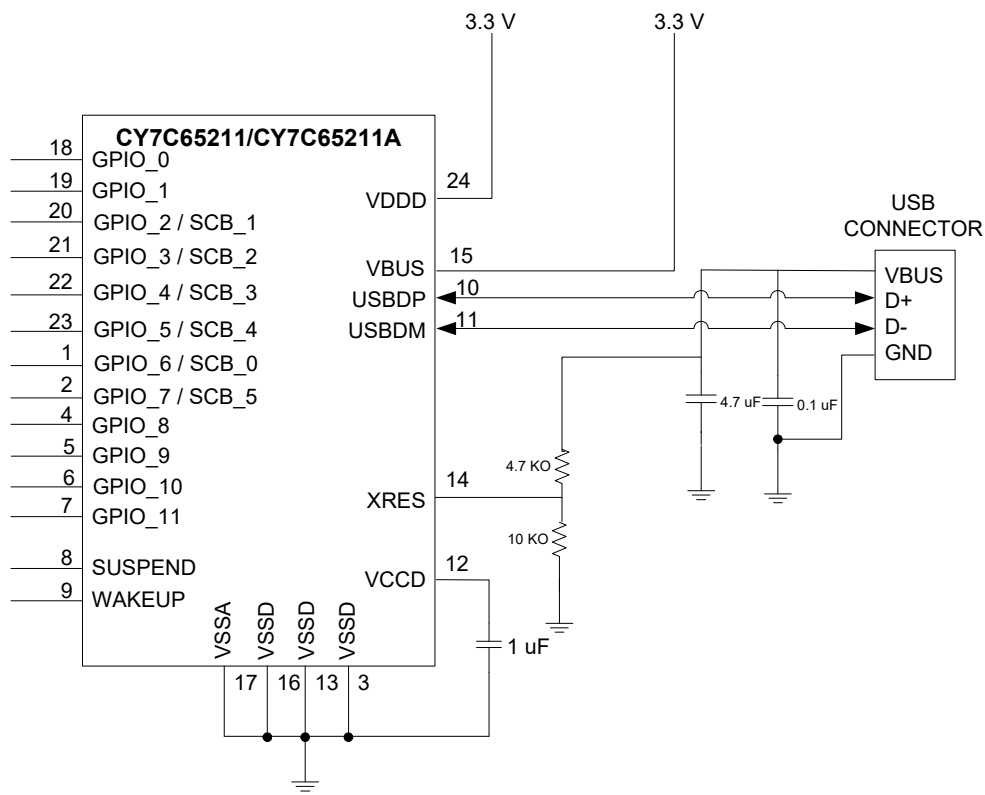 3.3 V
3.3 V
CY7C65211/CY7C65211A
18
GPIO_0
19
GPIO_1
20
GPIO_2 / SCB_1
21
GPIO_3 / SCB_2
22
GPIO_4 / SCB_3
23
GPIO_5 / SCB_4
1
GPIO_6 / SCB_0
2
GPIO_7 / SCB_5
4
GPIO_8
5
GPIO_9
6
GPIO_10
7
GPIO_11
8
SUSPEND
9
WAKEUP
VDDD
24
VBUS
15
USBDP
10
USBDM
11
XRES
14
VCCD
12
VSSA
VSSD
VSSD
VSSD
17
16
13
3
USB
CONNECTOR
VBUS
D+
D-
GND
4.7 uF
0.1 uF
4.7 KO
10 KO
1 uF